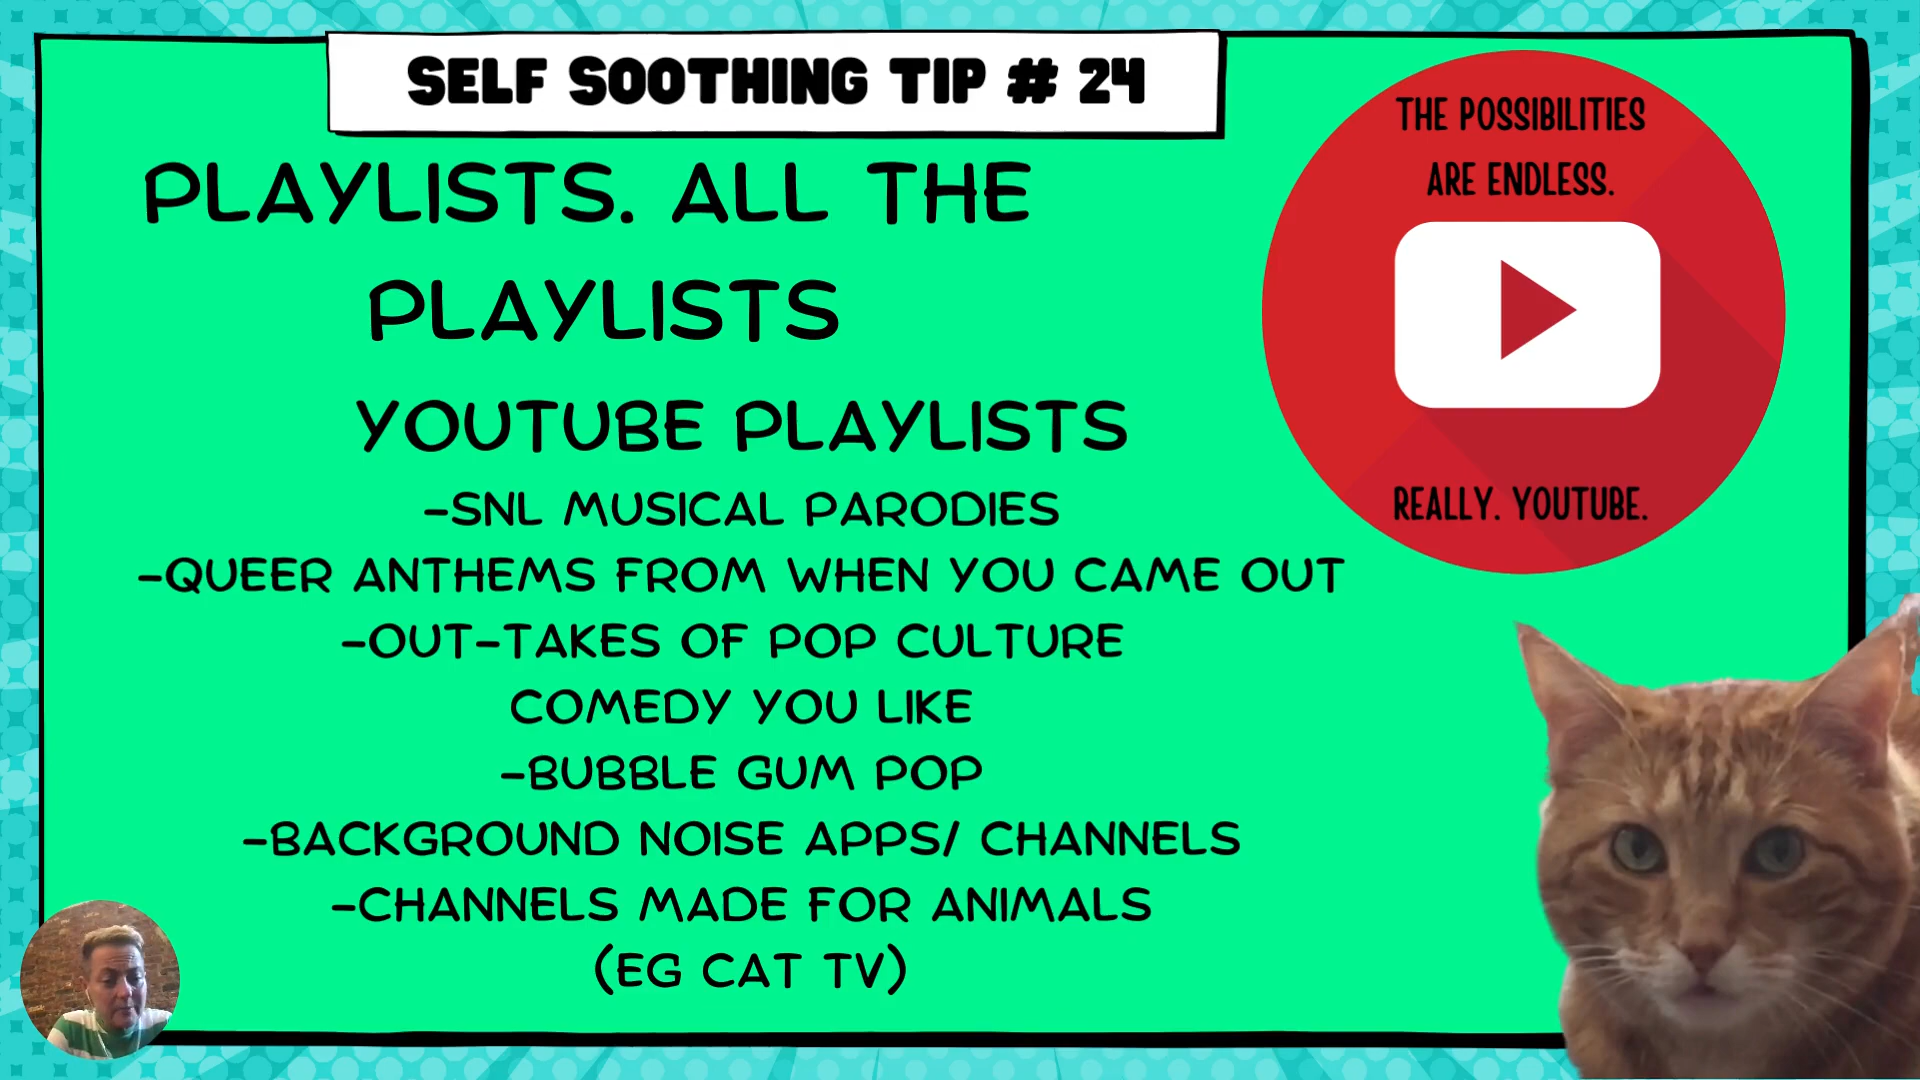 SELF SOOTHING TIP # 24
PLAYLISTS. ALL THE
PLAYLISTS
YOUTUBE PLAYLISTS
-SNL MUSICAL PARODIES
-QUEER ANTHEMS FROM WHEN YOU CAME OUT
-OUT-TAKES OF POP CULTURE
COMEDY YOU LIKE
-BUBBLE GUM POP
-BACKGROUND NOISE APPS/ CHANNELS
-CHANNELS MADE FOR ANIMALS
(EG CAT TV)
THE POSSIBILITIES
ARE ENDLESS.
REALLY. YOUTUBE.